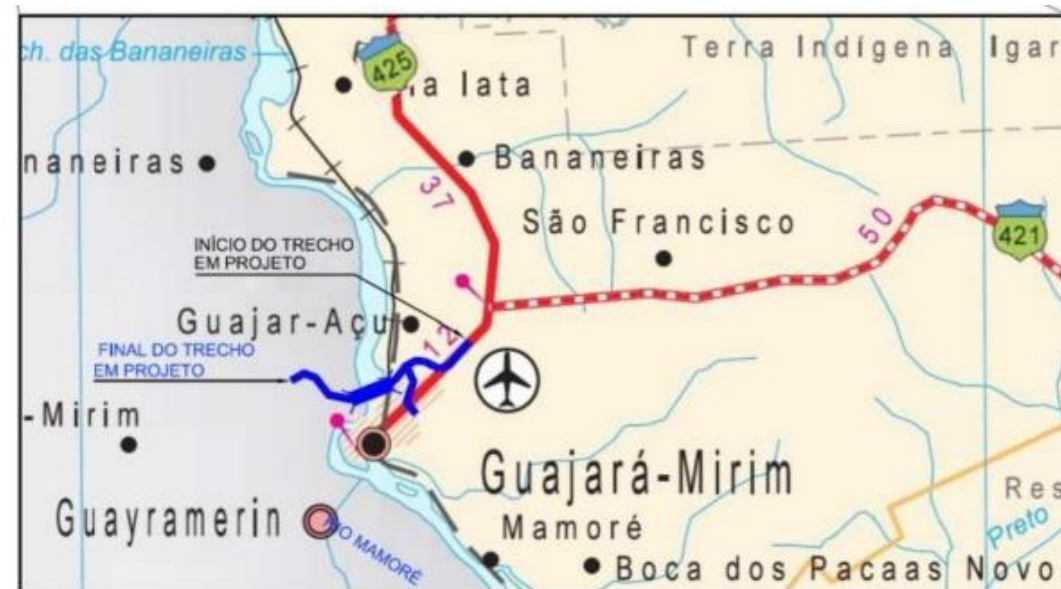 ch. das Bananeiras
425
Terra Indígena Igar
la Iata
naneiras
Bananeiras
37
São Francisco
50
421
INÍCIO DO TRECHO
EM PROJETO
Guajar-Açu
12
FINAL DO TRECHO
EM PROJETO
-Mirim
Guajará-Mirim
Res
Guayramerin
RIO MAMORÉ
Mamoré
Preto
Boca dos Pacaas Novo